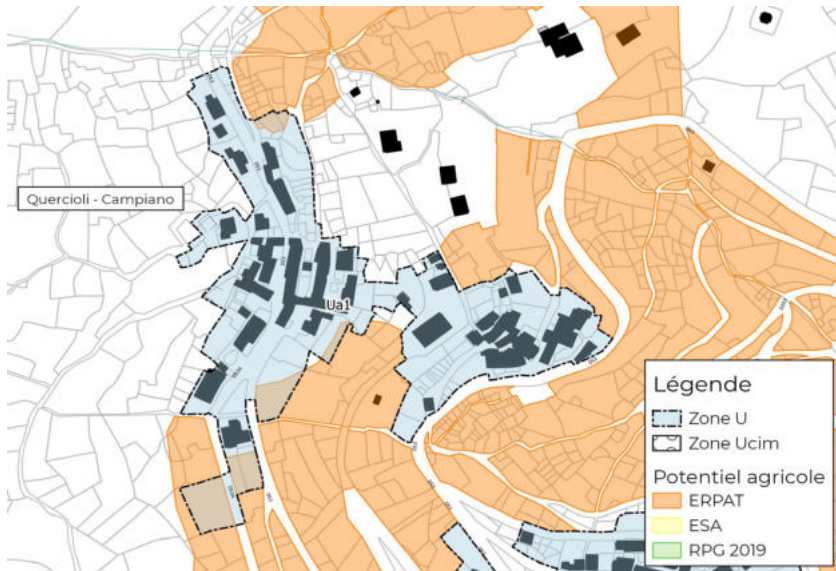 Quercioli - Campiano
Ua1
Légende
Zone U
Zone Ucim
Potentiel agricole
ERPAT
ESA
RPG 2019